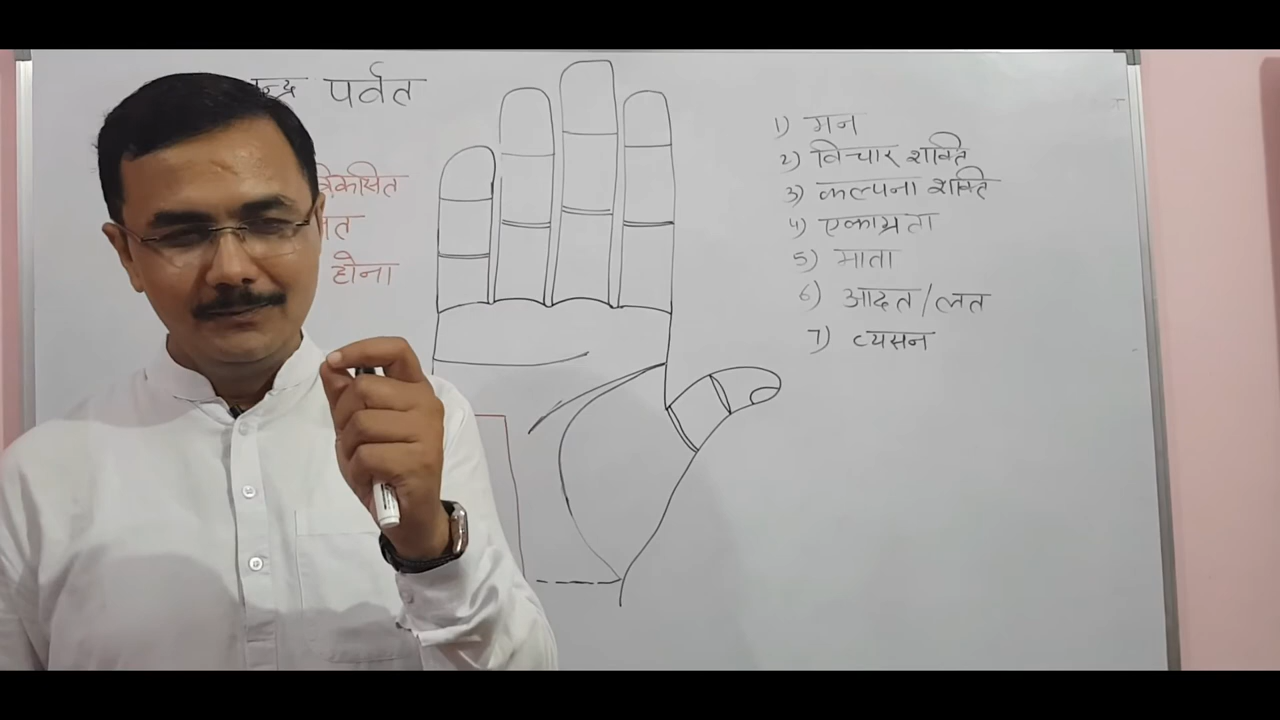 पर्वत
होना
1) मन
2) विचार शक्ति
3) कल्पना शक्ति
4) एकाग्रता
5) माता
6) आदत/लत
7) व्यसन